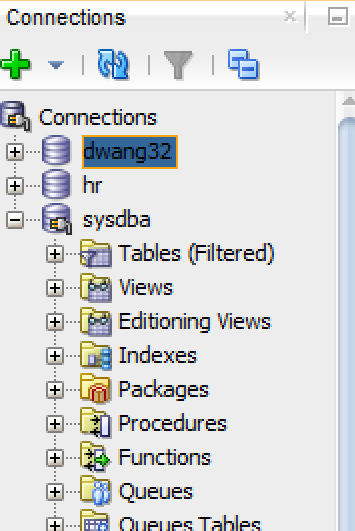 Connections
Connections
dwang32
hr
sysdba
Tables (Filtered)
Views
Editioning Views
Indexes
Packages
Procedures
Functions
Queues
Queues Tables